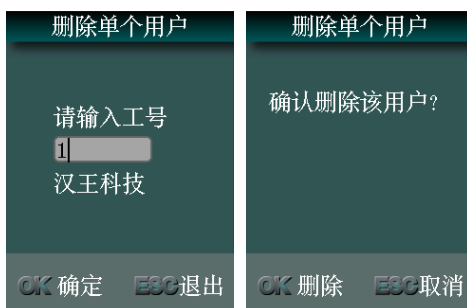 删除单个用户
请输入工号
1
汉王科技
OK 确定 ESC退出
删除单个用户
确认删除该用户?
OK 删除 ESC取消